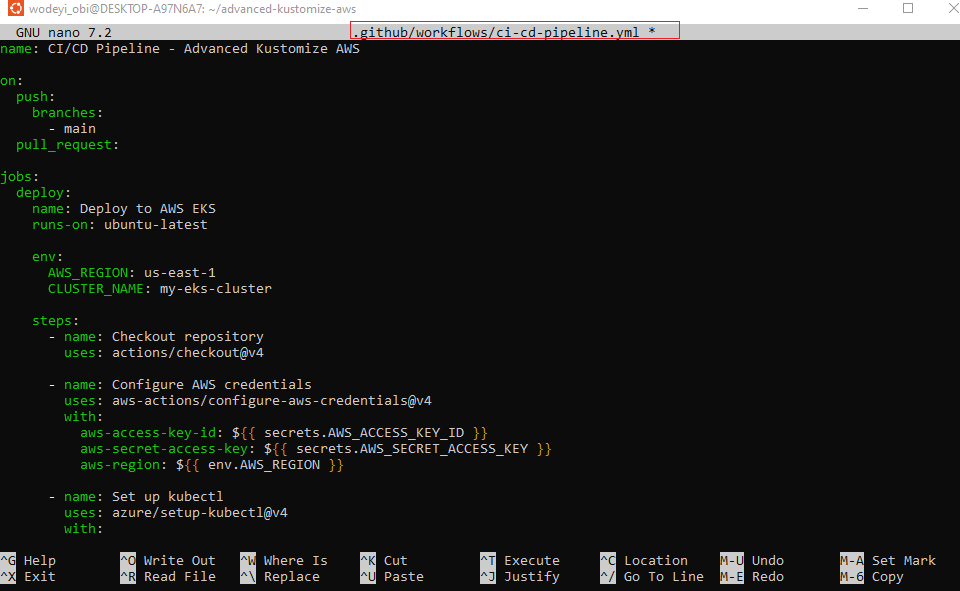 wodeyi_obi@DESKTOP-A97N6A7: ~/advanced-kustomize-aws
GNU nano 7.2 .github/workflows/ci-cd-pipeline.yml *
name: CI/CD Pipeline - Advanced Kustomize AWS
on:
push:
branches:
- main
pull_request:
jobs:
deploy:
name: Deploy to AWS EKS
runs-on: ubuntu-latest
env:
AWS_REGION: us-east-1
CLUSTER_NAME: my-eks-cluster
steps:
- name: Checkout repository
uses: actions/checkout@v4
- name: Configure AWS credentials
uses: aws-actions/configure-aws-credentials@v4
with:
aws-access-key-id: ${{ secrets.AWS_ACCESS_KEY_ID }}
aws-secret-access-key: ${{ secrets.AWS_SECRET_ACCESS_KEY }}
aws-region: ${{ env.AWS_REGION }}
- name: Set up kubectl
uses: azure/setup-kubectl@v4
with:
^G Help ^O Write Out ^W Where Is ^K Cut ^T Execute ^C Location M-U Undo M-A Set Mark
^X Exit ^R Read File ^\ Replace ^U Paste ^J Justify ^/ Go To Line M-E Redo M-6 Copy